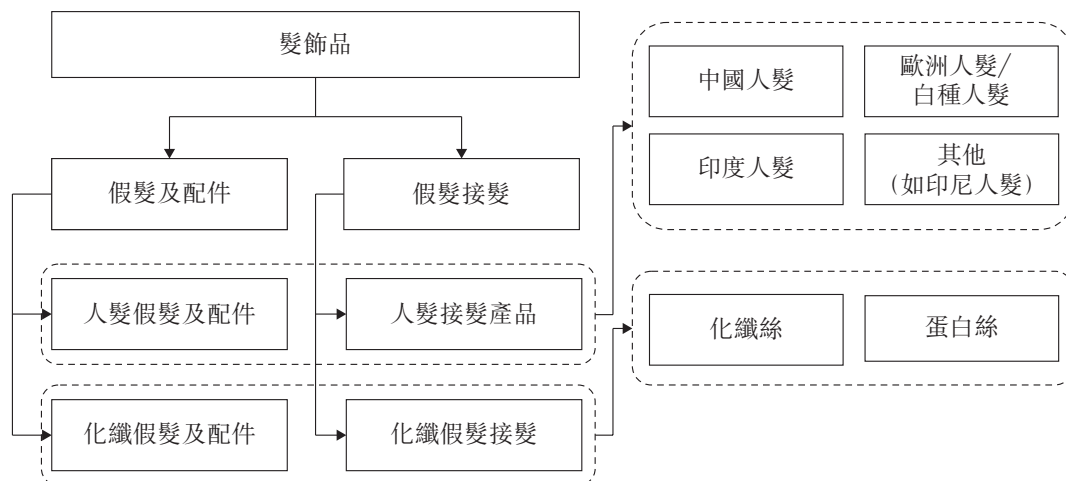 髮飾品
假髮及配件
假髮接髮
人髮假髮及配件
人髮接髮產品
化纖假髮及配件
化纖假髮接髮
中國人髮
歐洲人髮/
白種人髮
印度人髮
其他
(如印尼人髮)
化纖絲
蛋白絲